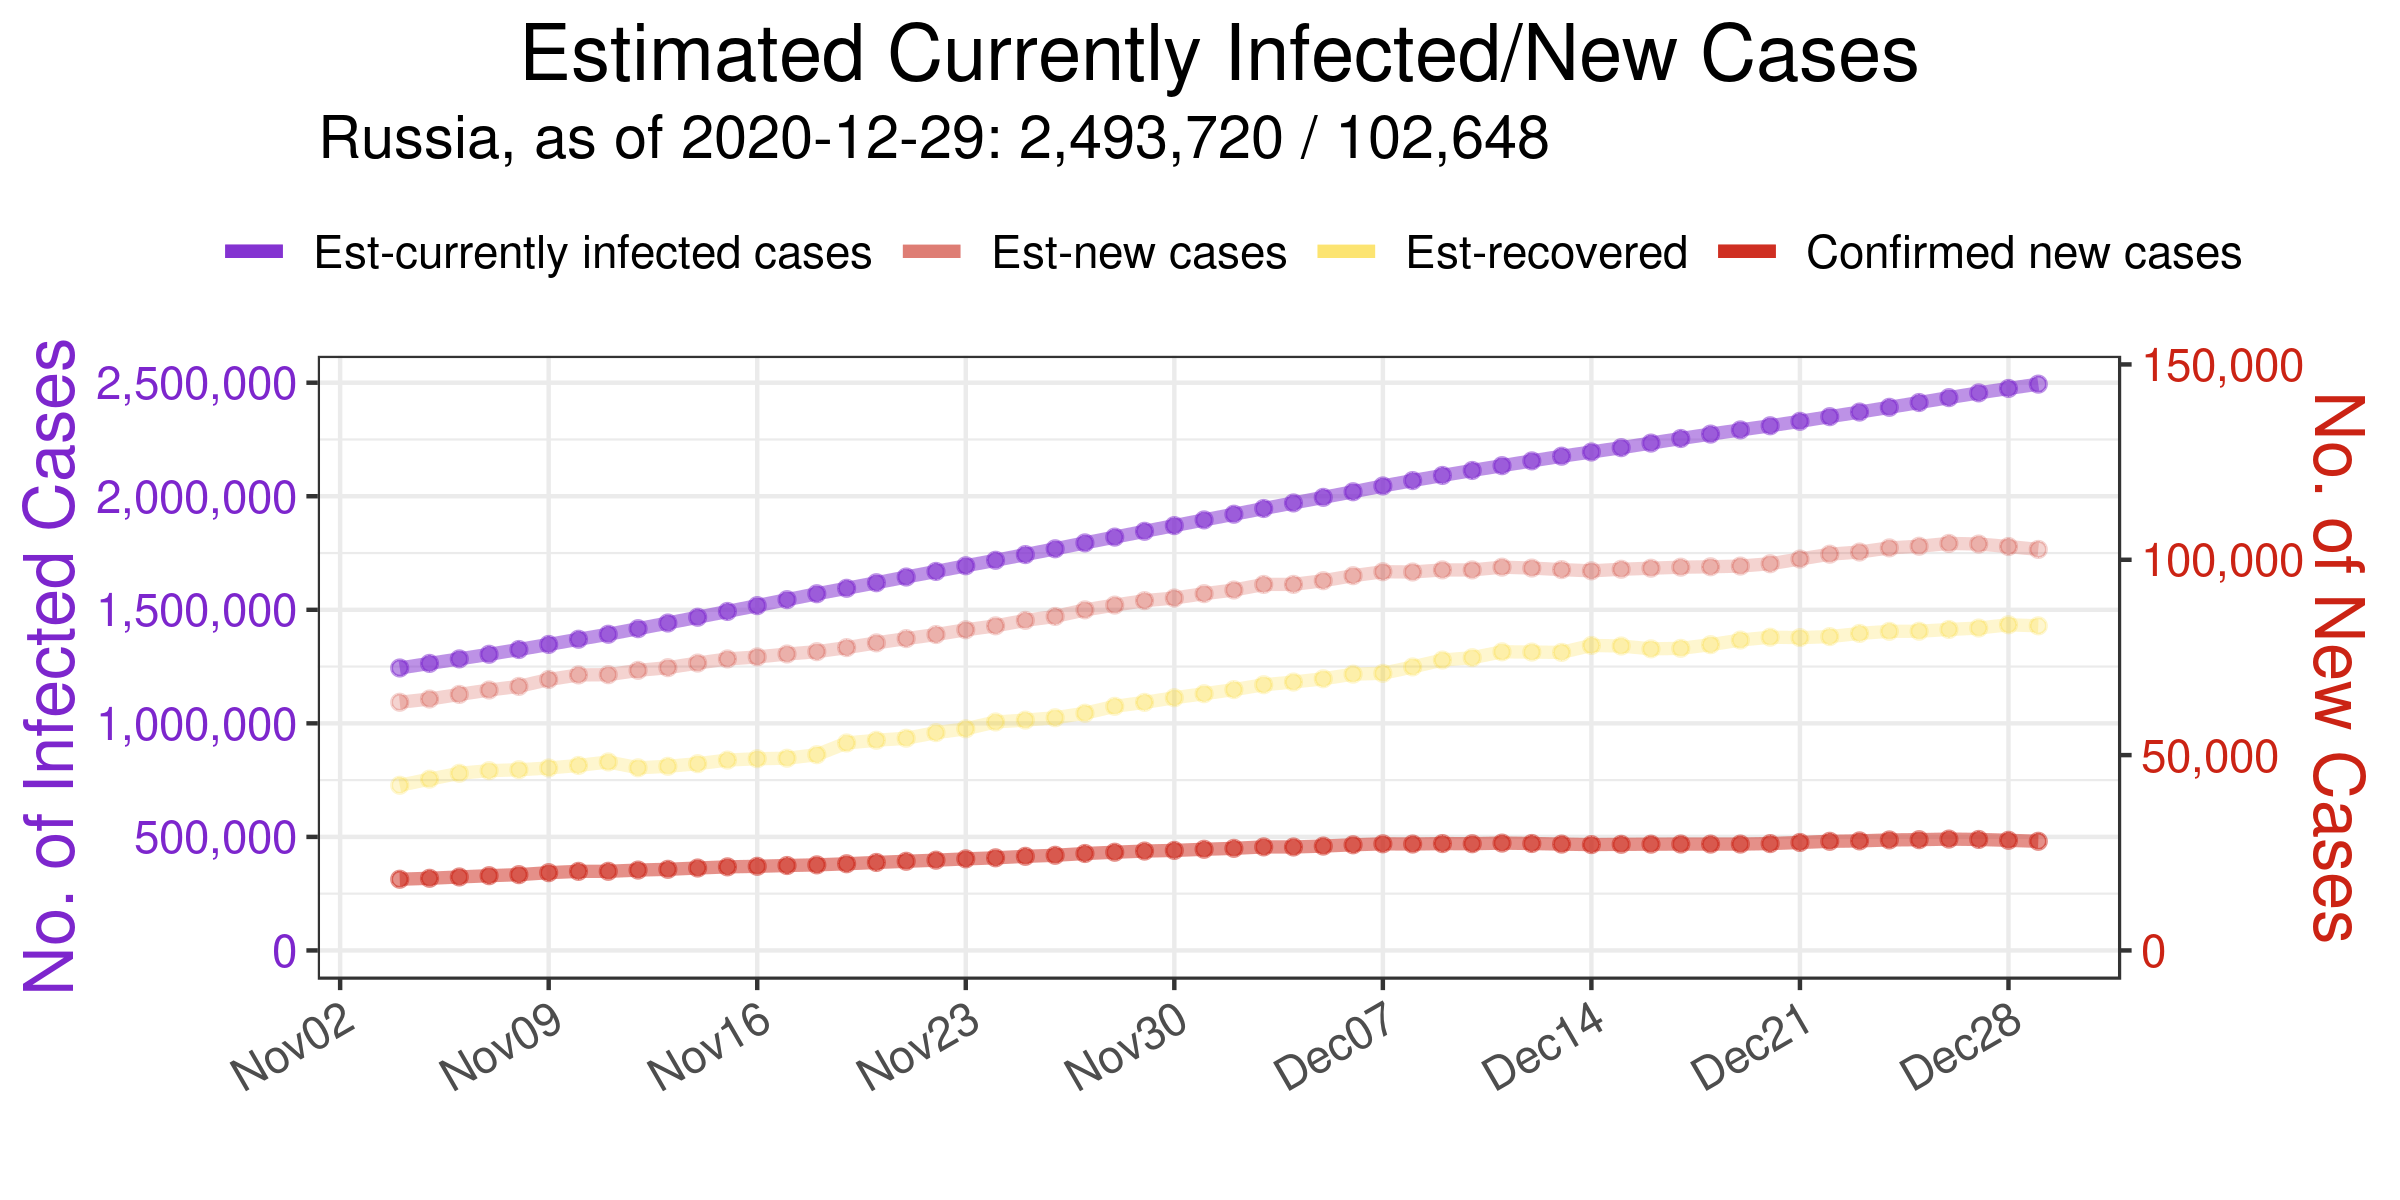 Estimated Currently Infected/New Cases
Russia, as of 2020-12-29: 2,493,720 / 102,648
Est-currently infected cases Est-new cases Est-recovered Confirmed new cases
No. of Infected Cases
2,500,000
2,000,000
1,500,000
1,000,000
500,000
0
150,000
100,000
50,000
0
No. of New Cases
Nov02 Nov09 Nov16 Nov23 Nov30 Dec07 Dec14 Dec21 Dec28